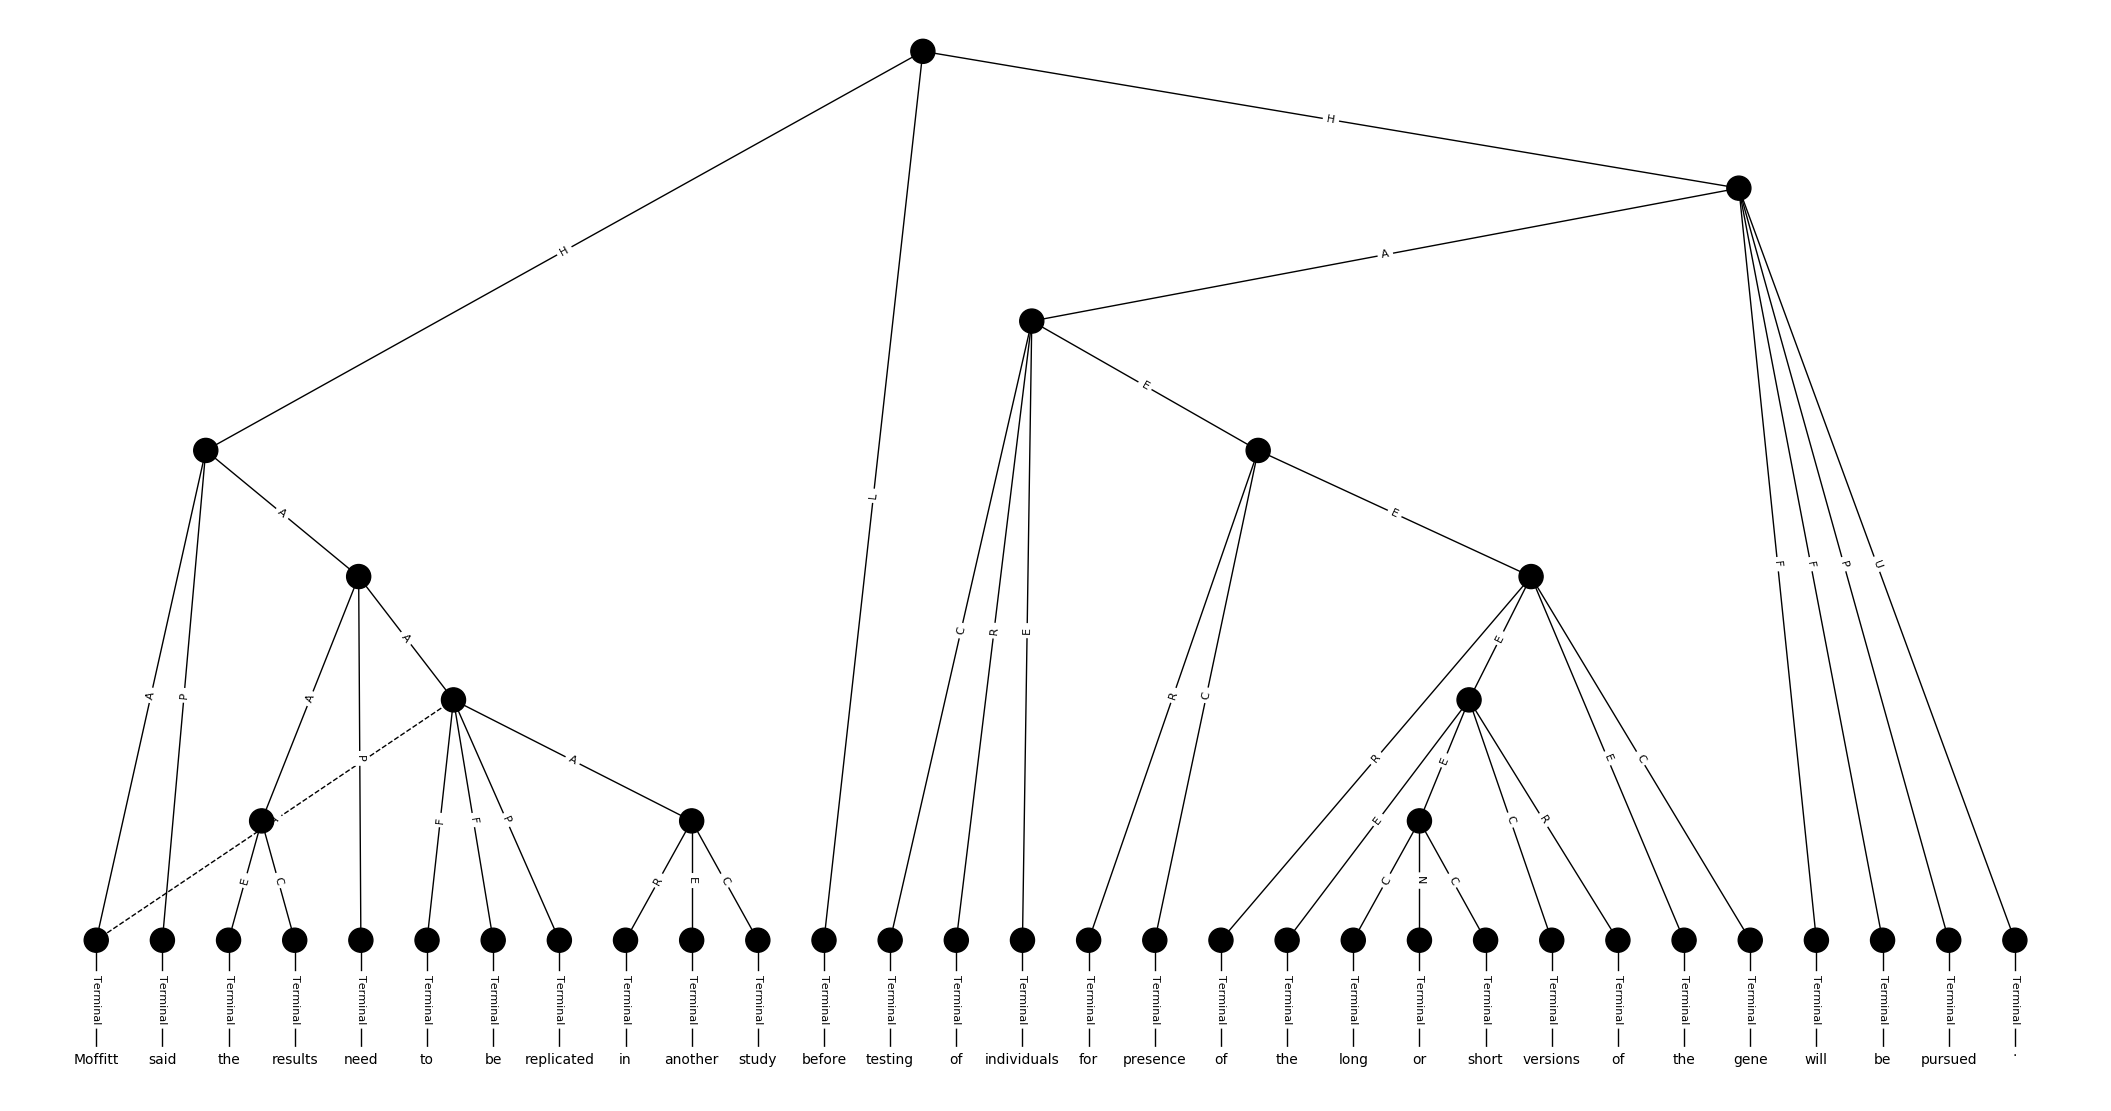 H
H
A
E
H
L
A
E
F
F
P
U
C
R
E
E
A
A
P
A
R
C
A
P
A
R
E
E
E
C
F
F
P
C
R
E
C
R
E
C
C
N
C
Terminal Terminal Terminal Terminal Terminal Terminal Terminal Terminal Terminal Terminal Terminal Terminal Terminal Terminal Terminal Terminal Terminal Terminal Terminal Terminal Terminal Terminal Terminal Terminal Terminal Terminal Terminal Terminal Terminal Terminal
Moffitt said the results need to be replicated in another study before testing of individuals for presence of the long or short versions of the gene will be pursued .